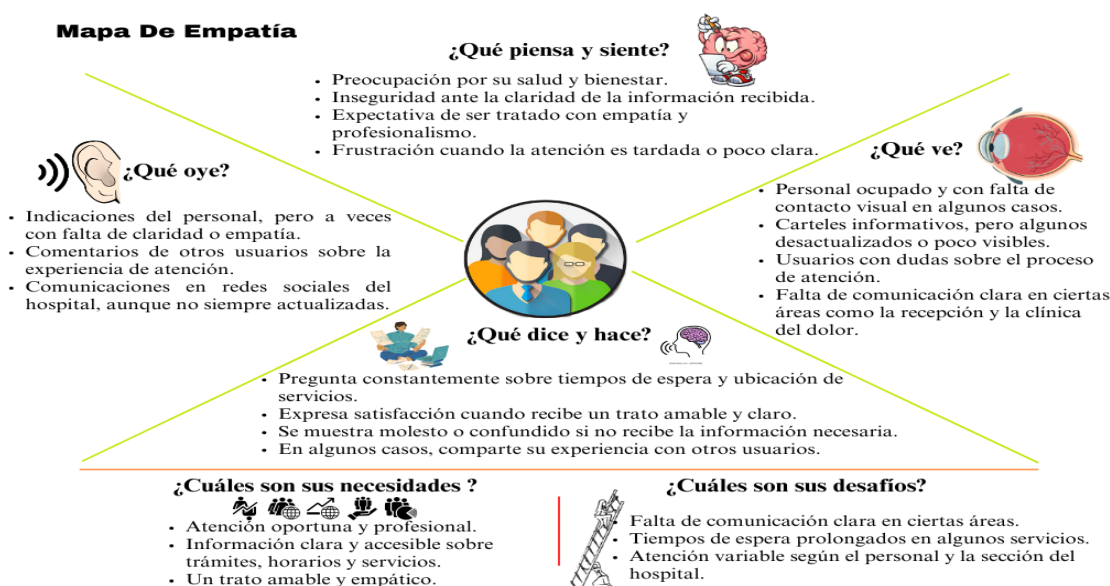 Mapa De Empatía
¿Qué piensa y siente?
• Preocupación por su salud y bienestar.
• Inseguridad ante la claridad de la información recibida.
• Expectativa de ser tratado con empatía y
profesionalismo.
• Frustración cuando la atención es tardada o poco clara.
¿Qué oye?
• Indicaciones del personal, pero a veces
con falta de claridad o empatía.
• Comentarios de otros usuarios sobre la
experiencia de atención.
• Comunicaciones en redes sociales del
hospital, aunque no siempre actualizadas.
¿Qué ve?
• Personal ocupado y con falta de
contacto visual en algunos casos.
• Carteles informativos, pero algunos
desactualizados o poco visibles.
• Usuarios con dudas sobre el proceso
de atención.
• Falta de comunicación clara en ciertas
áreas como la recepción y la clínica
del dolor.
¿Qué dice y hace?
• Pregunta constantemente sobre tiempos de espera y ubicación de
servicios.
• Expresa satisfacción cuando recibe un trato amable y claro.
• Se muestra molesto o confundido si no recibe la información necesaria.
• En algunos casos, comparte su experiencia con otros usuarios.
¿Cuáles son sus necesidades ?
• Atención oportuna y profesional.
• Información clara y accesible sobre
trámites, horarios y servicios.
• Un trato amable y empático.
¿Cuáles son sus desafíos?
Falta de comunicación clara en ciertas áreas.
• Tiempos de espera prolongados en algunos servicios.
• Atención variable según el personal y la sección del
hospital.